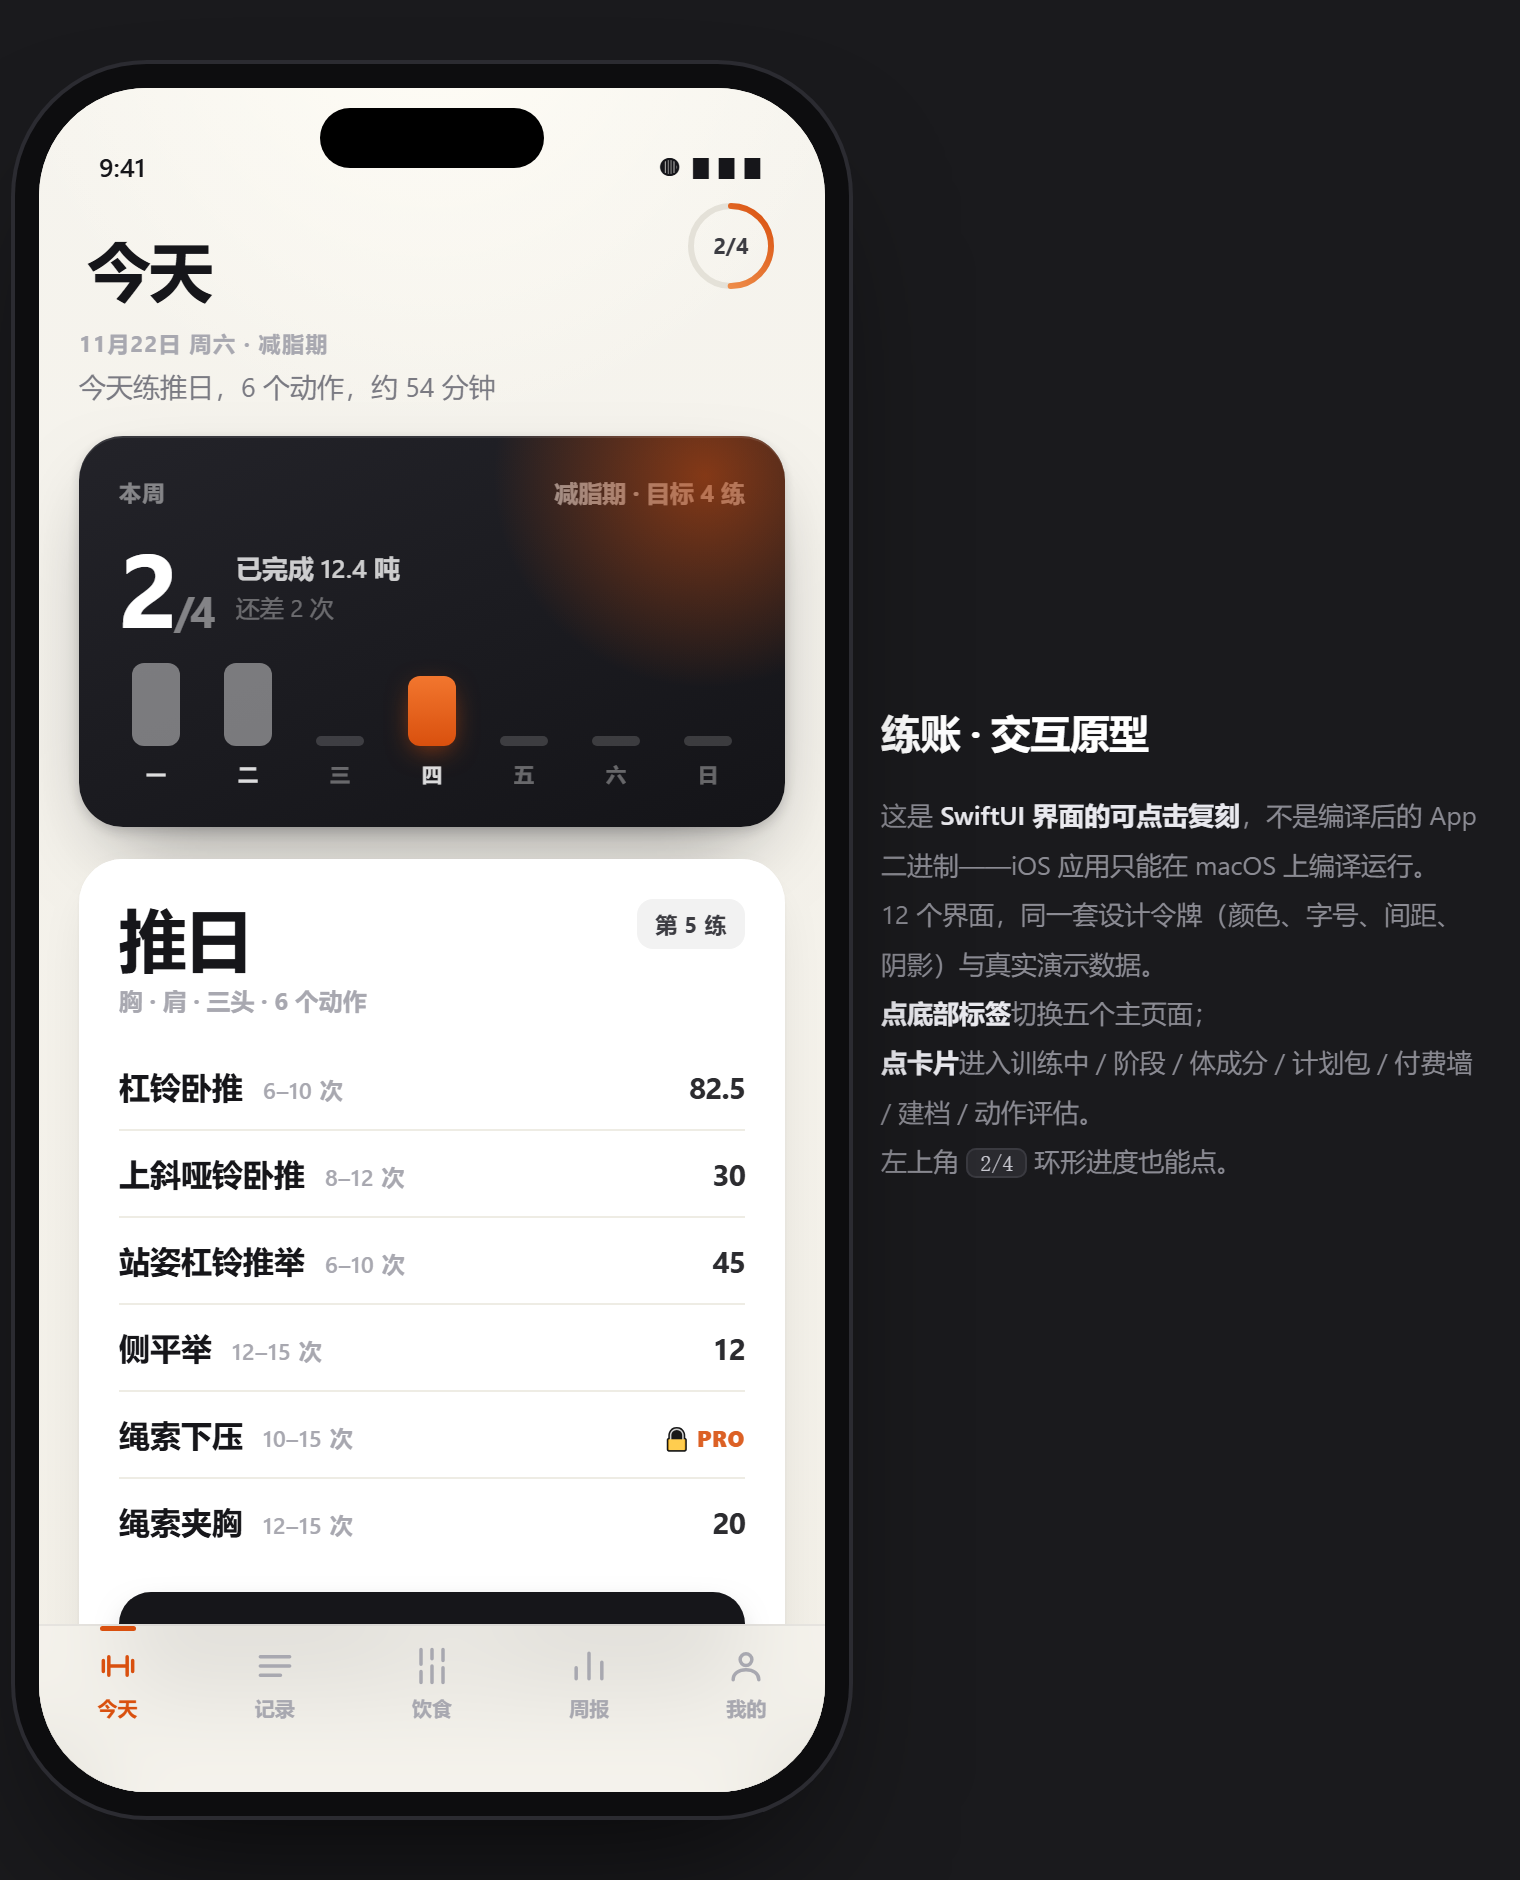 9:41
今天
2/4
11月22日 周六 · 减脂期
今天练推日，6 个动作，约 54 分钟
本周
减脂期 · 目标 4 练
2/4
已完成 12.4 吨
还差 2 次
一 二 三 四 五 六 日
推日
第 5 练
胸 · 肩 · 三头 · 6 个动作
杠铃卧推 6–10 次 82.5
上斜哑铃卧推 8–12 次 30
站姿杠铃推举 6–10 次 45
侧平举 12–15 次 12
绳索下压 10–15 次 PRO
绳索夹胸 12–15 次 20
今天 记录 饮食 周报 我的
练账 · 交互原型
这是 SwiftUI 界面的可点击复刻，不是编译后的 App
二进制——iOS 应用只能在 macOS 上编译运行。
12 个界面，同一套设计令牌（颜色、字号、间距、
阴影）与真实演示数据。
点底部标签切换五个主页面；
点卡片进入训练中 / 阶段 / 体成分 / 计划包 / 付费墙
/ 建档 / 动作评估。
左上角 2/4 环形进度也能点。